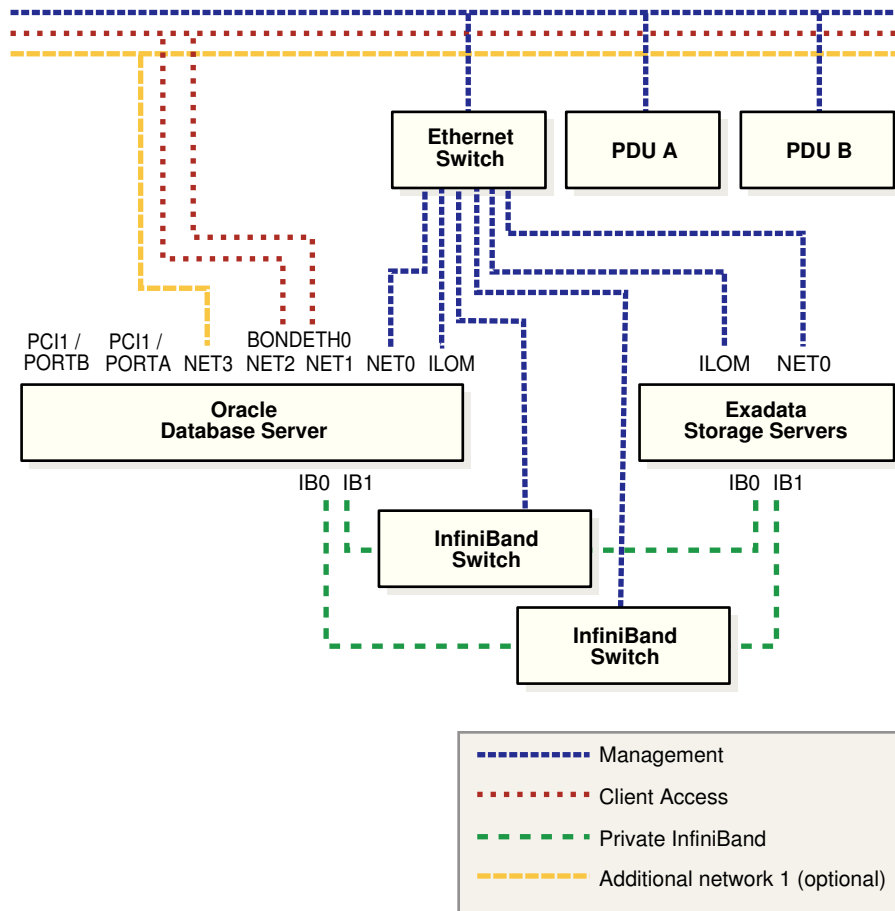 Ethernet
Switch
PDU A
PDU B
PCI1 /
PORTB
PCI1 /
PORTA
NET3
BONDETH0
NET2
NET1
NET0
ILOM
ILOM
NET0
Oracle
Database Server
Exadata
Storage Servers
IB0
IB1
IB0
IB1
InfiniBand
Switch
InfiniBand
Switch
Management
Client Access
Private InfiniBand
Additional network 1 (optional)